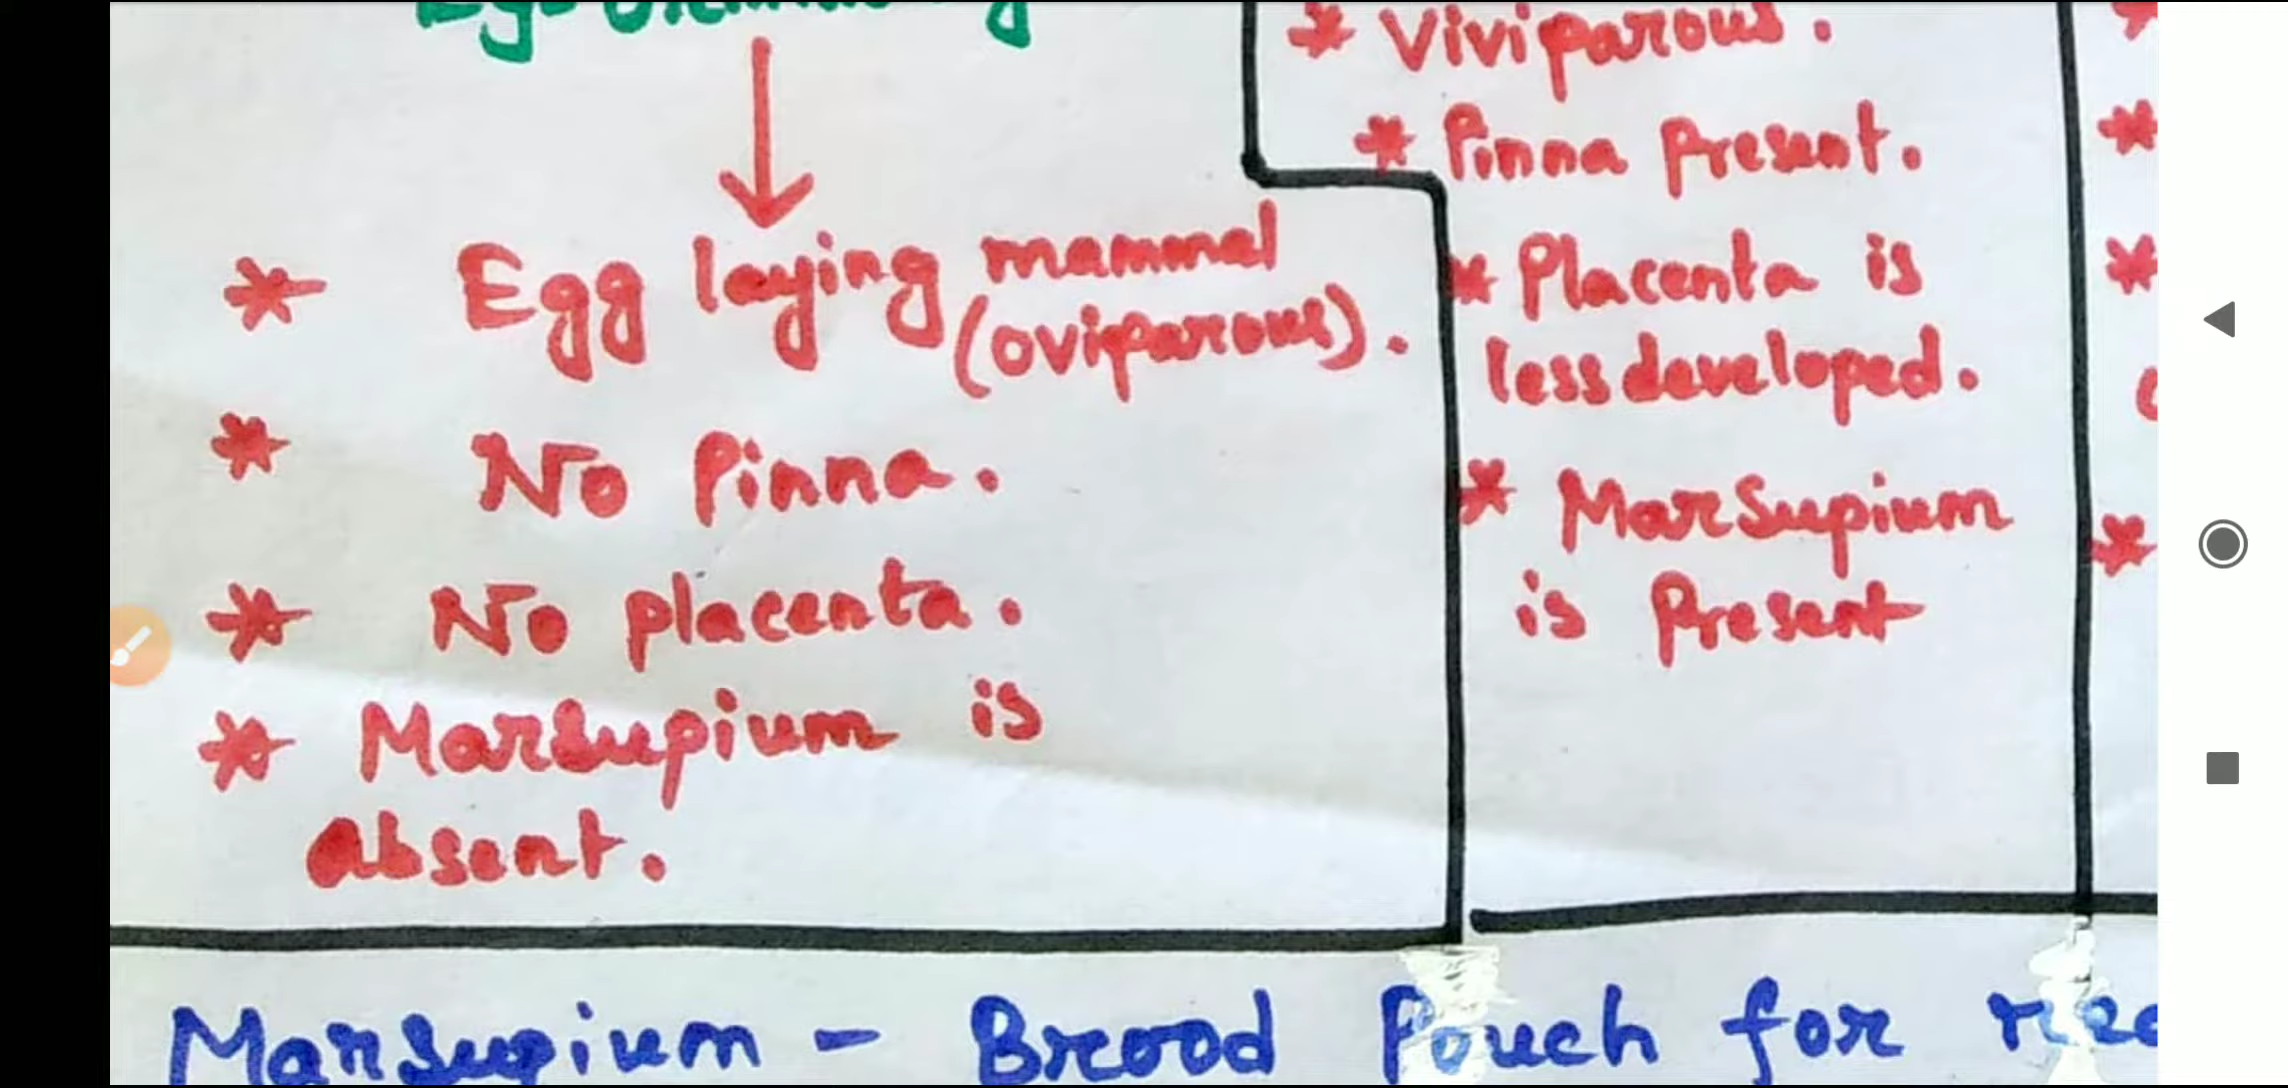 * Egg laying mammal
(oviparous).
* No Pinna.
* No placenta.
* Marsupium is
absent.
* Viviparous.
* Pinna Present.
* Placenta is
less developed.
* Marsupium
is Present
Marsupium - Brood Pouch for